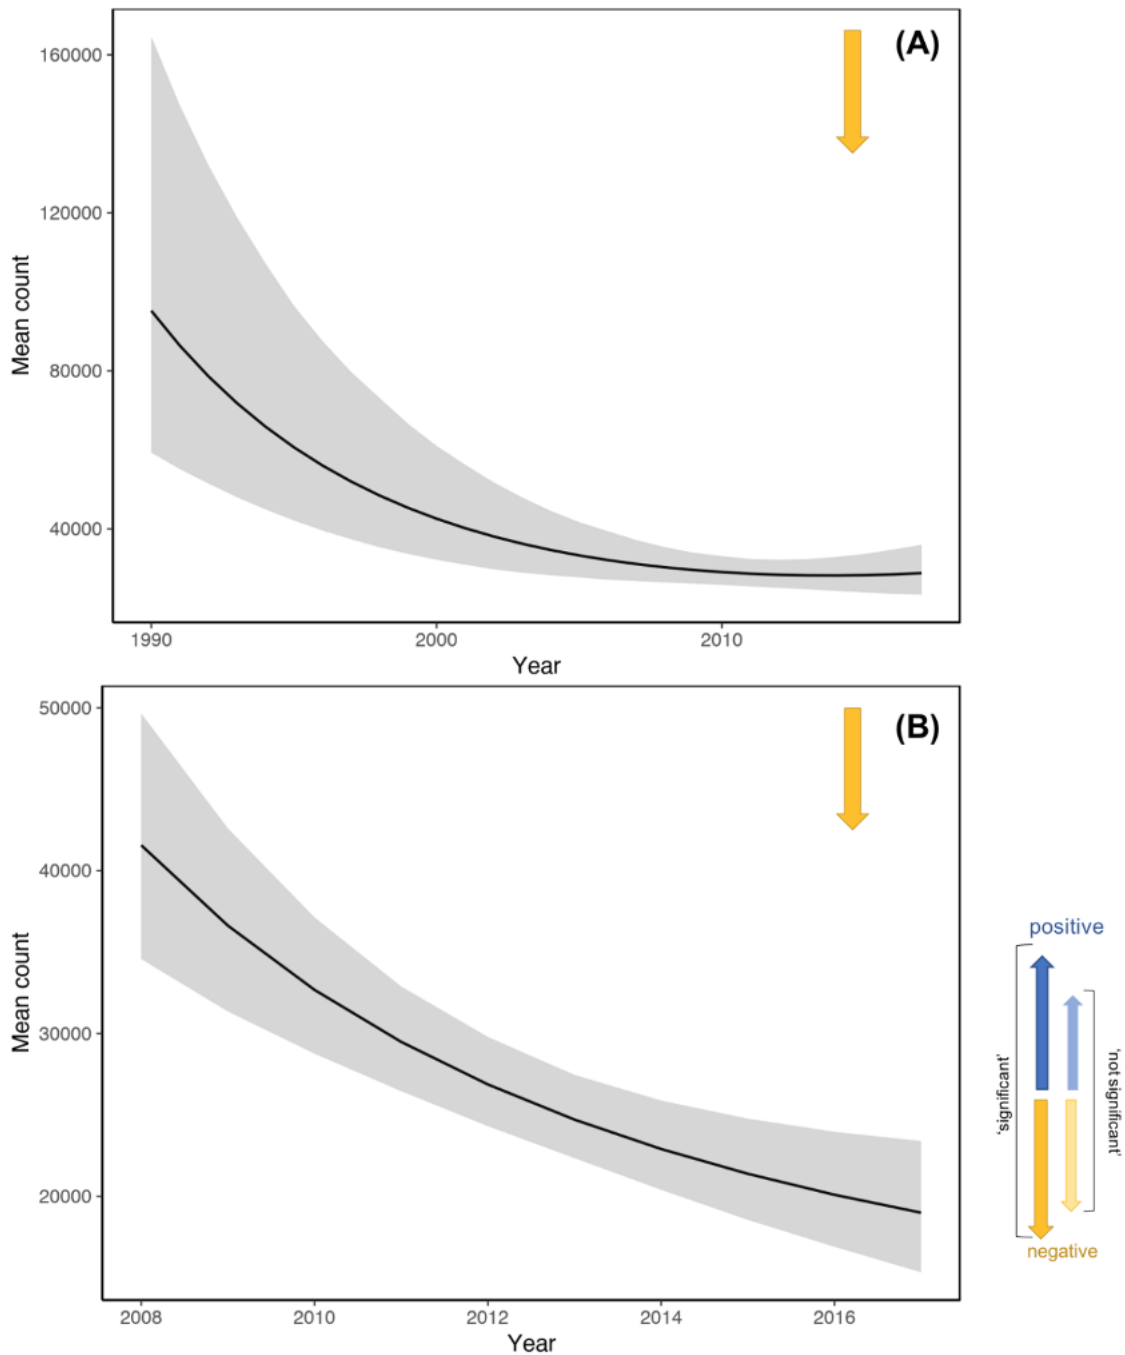 (A)
160000
120000
80000
40000
Mean count
1990 2000 2010
Year
(B)
50000
40000
30000
20000
Mean count
2008 2010 2012 2014 2016
Year
positive
'significant'
'not significant'
negative